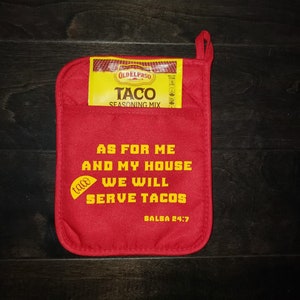 OLD EL PASO
TACO
SEASONING MIX
AS FOR ME
AND MY HOUSE
taco
WE WILL
SERVE TACOS
SALSA 24:7